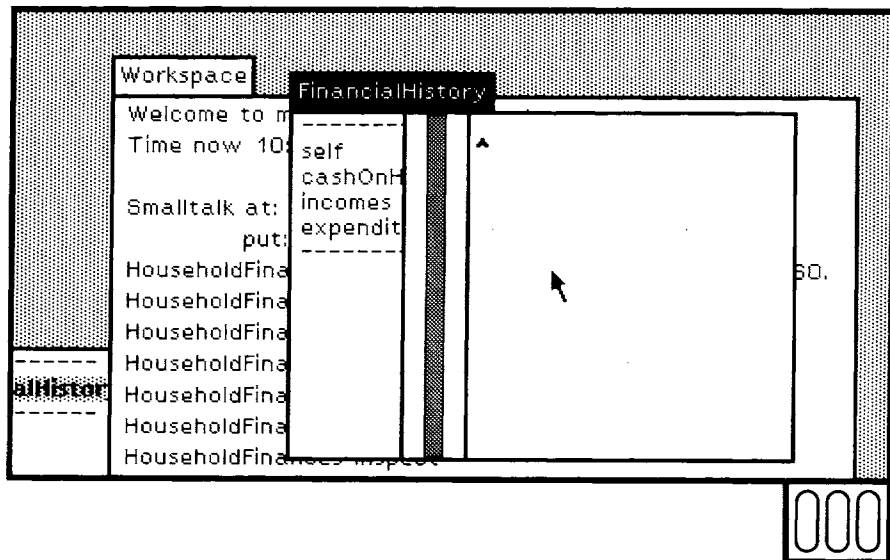 Workspace
FinancialHistory
Welcome to m
Time now 10:
Smalltalk at:
put:
HouseholdFina
HouseholdFina
HouseholdFina
HouseholdFina
HouseholdFina
HouseholdFina
HouseholdFinances inspect
self
cashOnH
incomes
expendit
60.
alHistor